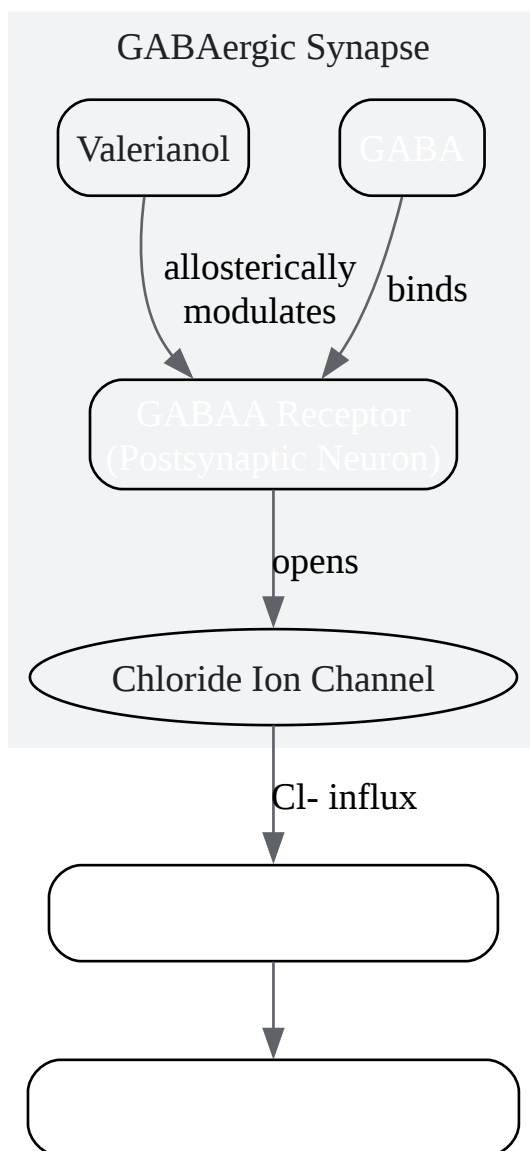 GABAergic Synapse
Valerianol
GABA
allosterically
modulates
binds
GABAA Receptor
(Postsynaptic Neuron)
opens
Chloride Ion Channel
Cl- influx